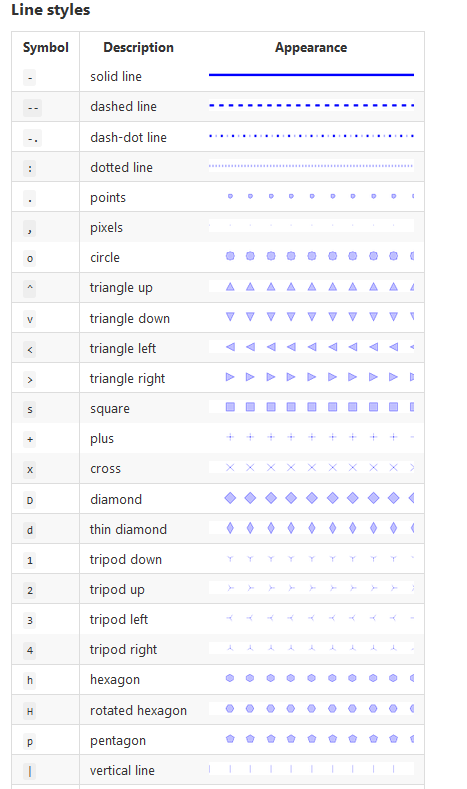 Line styles
Symbol Description Appearance
- solid line
-- dashed line
-. dash-dot line
: dotted line
. points
, pixels
o circle
^ triangle up
v triangle down
< triangle left
> triangle right
s square
+ plus
x cross
D diamond
d thin diamond
1 tripod down
2 tripod up
3 tripod left
4 tripod right
h hexagon
H rotated hexagon
p pentagon
| vertical line